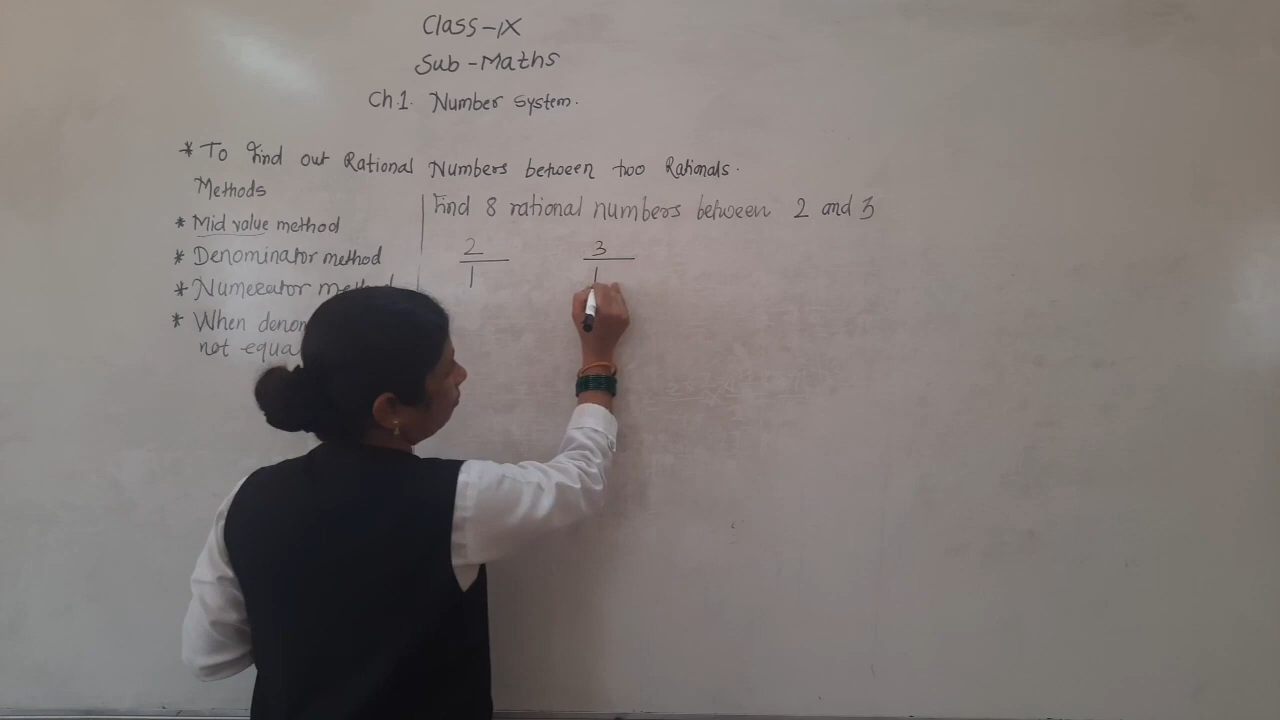 Class-IX
Sub-Maths
Ch.1. Number System.
* To find out Rational Numbers between two Rationals.
Methods
* Mid value method
* Denominator method
* Numerator
* When
not
Find 8 rational numbers between 2 and 3
2 3
1 1